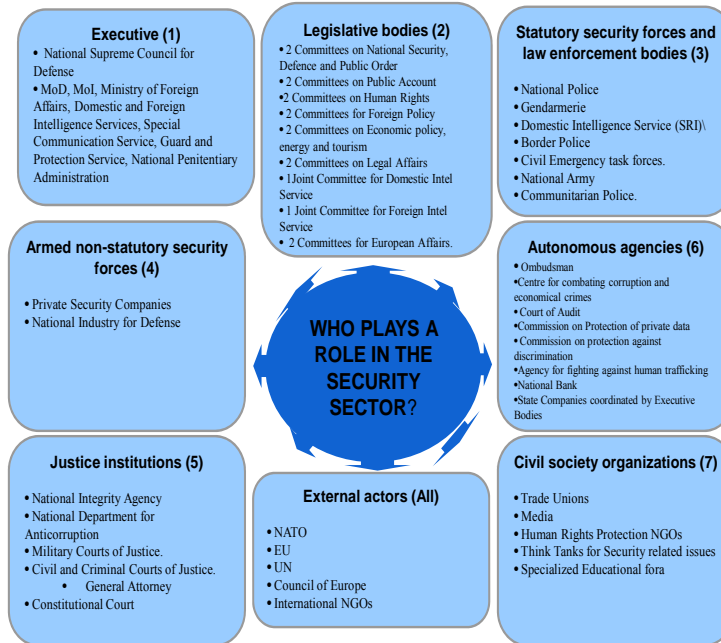 Executive (1)
• National Supreme Council for
Defense
• MoD, MoI, Ministry of Foreign
Affairs, Domestic and Foreign
Intelligence Services, Special
Communication Service, Guard and
Protection Service, National Penitentiary
Administration
Legislative bodies (2)
• 2 Committees on National Security,
Defence and Public Order
• 2 Committees on Public Account
•2 Committees on Human Rights
• 2 Committees for Foreign Policy
• 2 Committees on Economic policy,
energy and tourism
• 2 Committees on Legal Affairs
• 1Joint Committee for Domestic Intel
Service
• 1 Joint Committee for Foreign Intel
Service
• 2 Committees for European Affairs.
Statutory security forces and
law enforcement bodies (3)
• National Police
• Gendarmerie
• Domestic Intelligence Service (SRI)\
• Border Police
• Civil Emergency task forces.
• National Army
• Communitarian Police.
Armed non-statutory security
forces (4)
• Private Security Companies
• National Industry for Defense
WHO PLAYS A
ROLE IN THE
SECURITY
SECTOR?
Autonomous agencies (6)
• Ombudsman
•Centre for combating corruption and
economical crimes
• Court of Audit
• Commission on Protection of private data
• Commission on protection against
discrimination
•Agency for fighting against human trafficking
•National Bank
•State Companies coordinated by Executive
Bodies
Justice institutions (5)
• National Integrity Agency
• National Department for
Anticorruption
• Military Courts of Justice.
• Civil and Criminal Courts of Justice.
• General Attorney
• Constitutional Court
External actors (All)
• NATO
• EU
• UN
• Council of Europe
• International NGOs
Civil society organizations (7)
• Trade Unions
• Media
• Human Rights Protection NGOs
• Think Tanks for Security related issues
• Specialized Educational fora